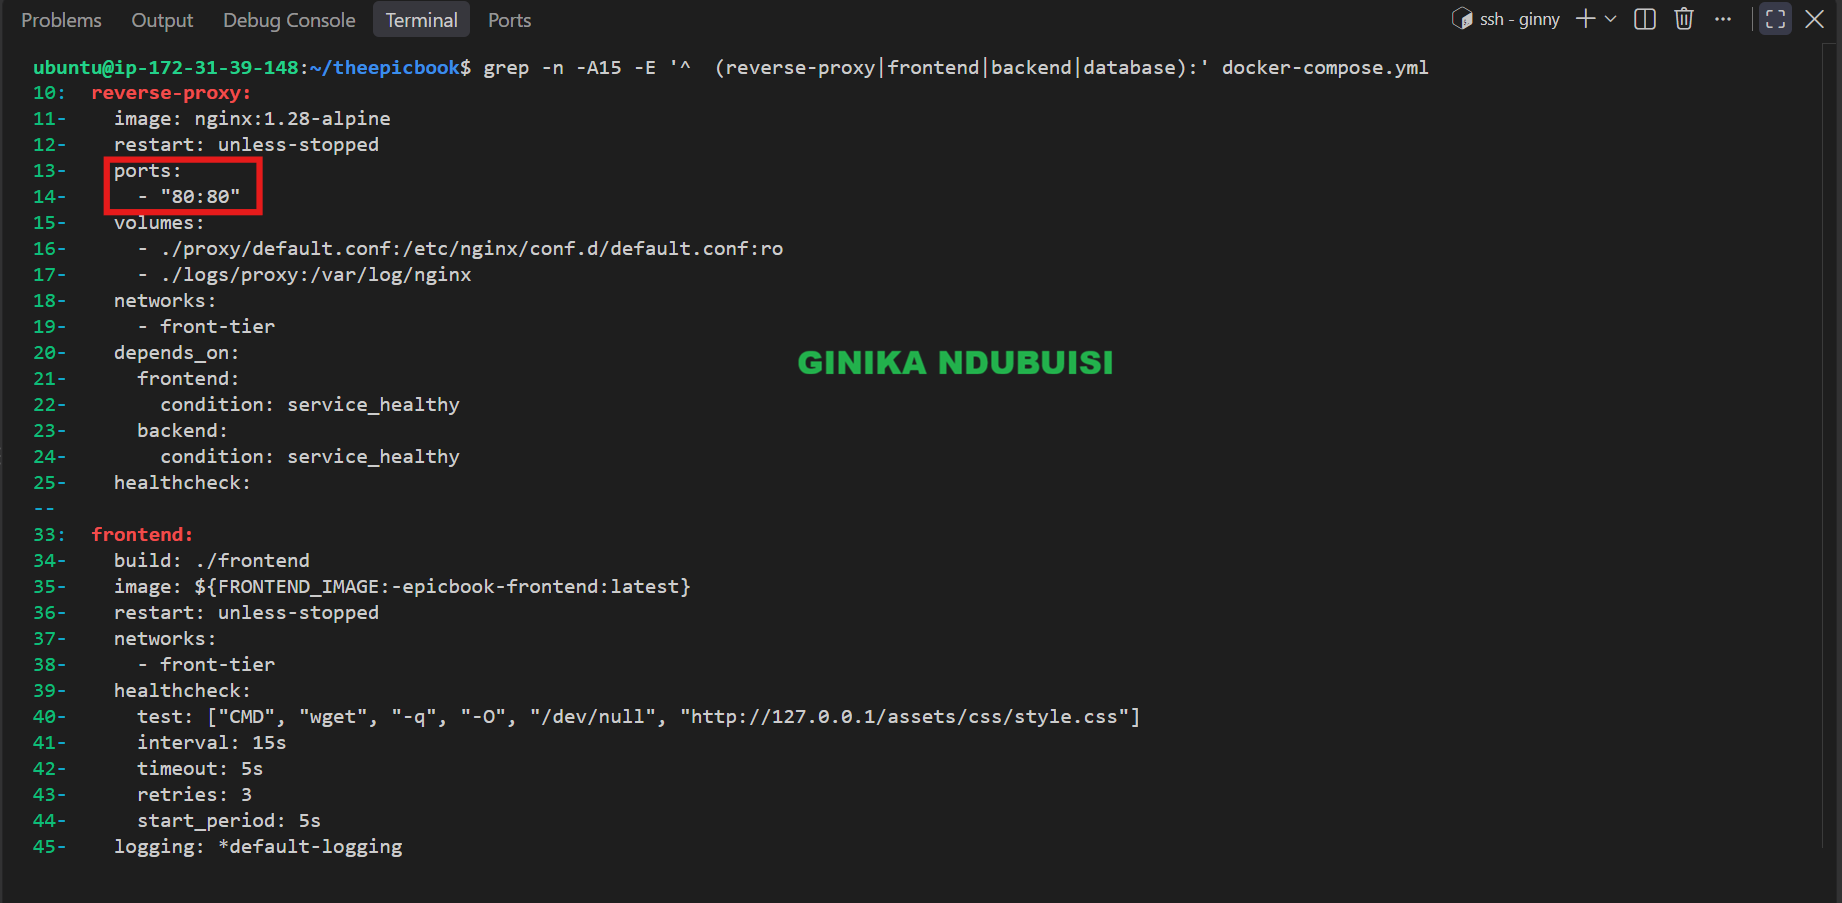 Problems Output Debug Console Terminal Ports ssh - ginny
ubuntu@ip-172-31-39-148:~/theepicbook$ grep -n -A15 -E '^  (reverse-proxy|frontend|backend|database):' docker-compose.yml
10:  reverse-proxy:
11-    image: nginx:1.28-alpine
12-    restart: unless-stopped
13-    ports:
14-      - "80:80"
15-    volumes:
16-      - ./proxy/default.conf:/etc/nginx/conf.d/default.conf:ro
17-      - ./logs/proxy:/var/log/nginx
18-    networks:
19-      - front-tier
20-    depends_on:
GINIKA NDUBUISI
21-      frontend:
22-        condition: service_healthy
23-      backend:
24-        condition: service_healthy
25-    healthcheck:
--
33:  frontend:
34-    build: ./frontend
35-    image: ${FRONTEND_IMAGE:-epicbook-frontend:latest}
36-    restart: unless-stopped
37-    networks:
38-      - front-tier
39-    healthcheck:
40-      test: ["CMD", "wget", "-q", "-O", "/dev/null", "http://127.0.0.1/assets/css/style.css"]
41-      interval: 15s
42-      timeout: 5s
43-      retries: 3
44-      start_period: 5s
45-    logging: *default-logging